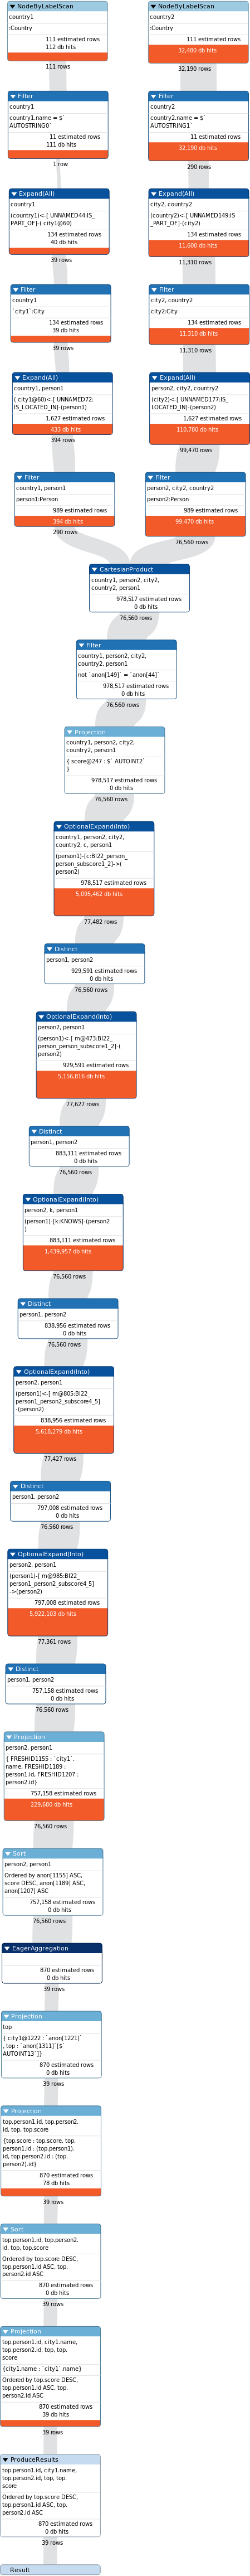 NodeByLabelScan
country1
:Country
111 estimated rows
112 db hits
111 rows
Filter
country1
country1.name = $`
AUTOSTRING0`
11 estimated rows
111 db hits
1 row
Expand(All)
country1
(country1)<-[ UNNAMED44:IS_
PART_OF]-( city1@60)
134 estimated rows
40 db hits
39 rows
Filter
country1
`city1`:City
134 estimated rows
39 db hits
39 rows
Expand(All)
country1, person1
( city1@60)<-[ UNNAMED72:
IS_LOCATED_IN]-(person1)
1,627 estimated rows
433 db hits
394 rows
Filter
country1, person1
person1:Person
989 estimated rows
394 db hits
290 rows
NodeByLabelScan
country2
:Country
111 estimated rows
32,480 db hits
32,190 rows
Filter
country2
country2.name = $`
AUTOSTRING1`
11 estimated rows
32,190 db hits
290 rows
Expand(All)
city2, country2
(country2)<-[ UNNAMED149:IS
_PART_OF]-(city2)
134 estimated rows
11,600 db hits
11,310 rows
Filter
city2, country2
city2:City
134 estimated rows
11,310 db hits
11,310 rows
Expand(All)
person2, city2, country2
(city2)<-[ UNNAMED177:IS_
LOCATED_IN]-(person2)
1,627 estimated rows
110,780 db hits
99,470 rows
Filter
person2, city2, country2
person2:Person
989 estimated rows
99,470 db hits
76,560 rows
CartesianProduct
country1, person2, city2,
country2, person1
978,517 estimated rows
0 db hits
76,560 rows
Filter
country1, person2, city2,
country2, person1
not `anon[149]` = `anon[44]`
978,517 estimated rows
0 db hits
76,560 rows
Projection
country1, person2, city2,
country2, person1
{ score@247 : $` AUTOINT2`
}
978,517 estimated rows
0 db hits
76,560 rows
OptionalExpand(Into)
country1, person2, city2,
country2, c, person1
(person1)-[c:BI22_person_
person_subscore1_2]->(
person2)
978,517 estimated rows
5,095,462 db hits
77,482 rows
Distinct
person1, person2
929,591 estimated rows
0 db hits
76,560 rows
OptionalExpand(Into)
person2, person1
(person1)<-[ m@473:BI22_
person_person_subscore1_2]-(
person2)
929,591 estimated rows
5,156,816 db hits
77,627 rows
Distinct
person1, person2
883,111 estimated rows
0 db hits
76,560 rows
OptionalExpand(Into)
person2, k, person1
(person1)-[k:KNOWS]-(person2
)
883,111 estimated rows
1,439,957 db hits
76,560 rows
Distinct
person1, person2
838,956 estimated rows
0 db hits
76,560 rows
OptionalExpand(Into)
person2, person1
(person1)<-[ m@805:BI22_
person1_person2_subscore4_5]
-(person2)
838,956 estimated rows
5,618,279 db hits
77,427 rows
Distinct
person1, person2
797,008 estimated rows
0 db hits
76,560 rows
OptionalExpand(Into)
person2, person1
(person1)-[ m@985:BI22_
person1_person2_subscore4_5]
->(person2)
797,008 estimated rows
5,922,103 db hits
77,361 rows
Distinct
person1, person2
757,158 estimated rows
0 db hits
76,560 rows
Projection
person2, person1
{ FRESHID1155 : `city1`.
name, FRESHID1189 :
person1.id, FRESHID1207 :
person2.id}
757,158 estimated rows
229,680 db hits
76,560 rows
Sort
person2, person1
Ordered by anon[1155] ASC,
score DESC, anon[1189] ASC,
anon[1207] ASC
757,158 estimated rows
0 db hits
76,560 rows
EagerAggregation
870 estimated rows
0 db hits
39 rows
Projection
top
{ city1@1222 : `anon[1221]`
, top : `anon[1311]`[$`
AUTOINT13`]}
870 estimated rows
0 db hits
39 rows
Projection
top.person1.id, top.person2.
id, top, top.score
{top.score : top.score, top.
person1.id : (top.person1).
id, top.person2.id : (top.
person2).id}
870 estimated rows
78 db hits
39 rows
Sort
top.person1.id, top.person2.
id, top, top.score
Ordered by top.score DESC,
top.person1.id ASC, top.
person2.id ASC
870 estimated rows
0 db hits
39 rows
Projection
top.person1.id, city1.name,
top.person2.id, top, top.
score
{city1.name : `city1`.name}
Ordered by top.score DESC,
top.person1.id ASC, top.
person2.id ASC
870 estimated rows
39 db hits
39 rows
ProduceResults
top.person1.id, city1.name,
top.person2.id, top, top.
score
Ordered by top.score DESC,
top.person1.id ASC, top.
person2.id ASC
870 estimated rows
0 db hits
39 rows
Result